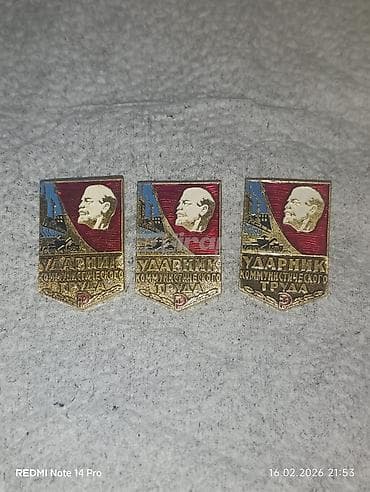 УДАРНИК
КОММУНИСТИЧЕСКОГО
ТРУДА
УДАРНИК
КОММУНИСТИЧЕСКОГО
ТРУДА
УДАРНИК
КОММУНИСТИЧЕСКОГО
ТРУДА
REDMI Note 14 Pro
16.02.2026 21:53